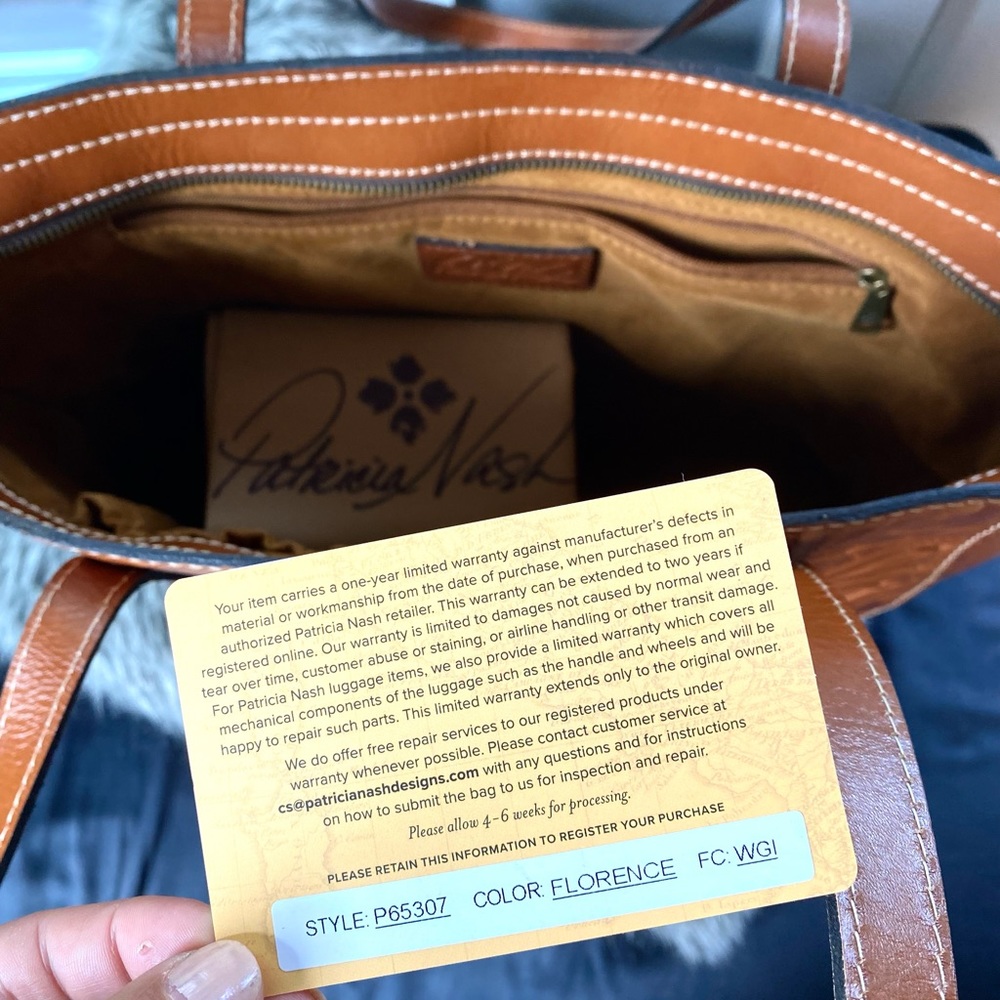 Patricia Nash
Your item carries a one-year limited warranty against manufacturer's defects in
material or workmanship from the date of purchase, when purchased from an
authorized Patricia Nash retailer. This warranty can be extended to two years if
registered online. Our warranty is limited to damages not caused by normal wear and
tear over time, customer abuse or staining, or airline handling or other transit damage.
For Patricia Nash luggage items, we also provide a limited warranty which covers all
mechanical components of the luggage such as the handle and wheels and will be
happy to repair such parts. This limited warranty extends only to the original owner.
We do offer free repair services to our registered products under
warranty whenever possible. Please contact customer service at
cs@patricianashdesigns.com with any questions and for instructions
on how to submit the bag to us for inspection and repair.
Please allow 4-6 weeks for processing.
PLEASE RETAIN THIS INFORMATION TO REGISTER YOUR PURCHASE
STYLE: P65307 COLOR: FLORENCE FC: WGI